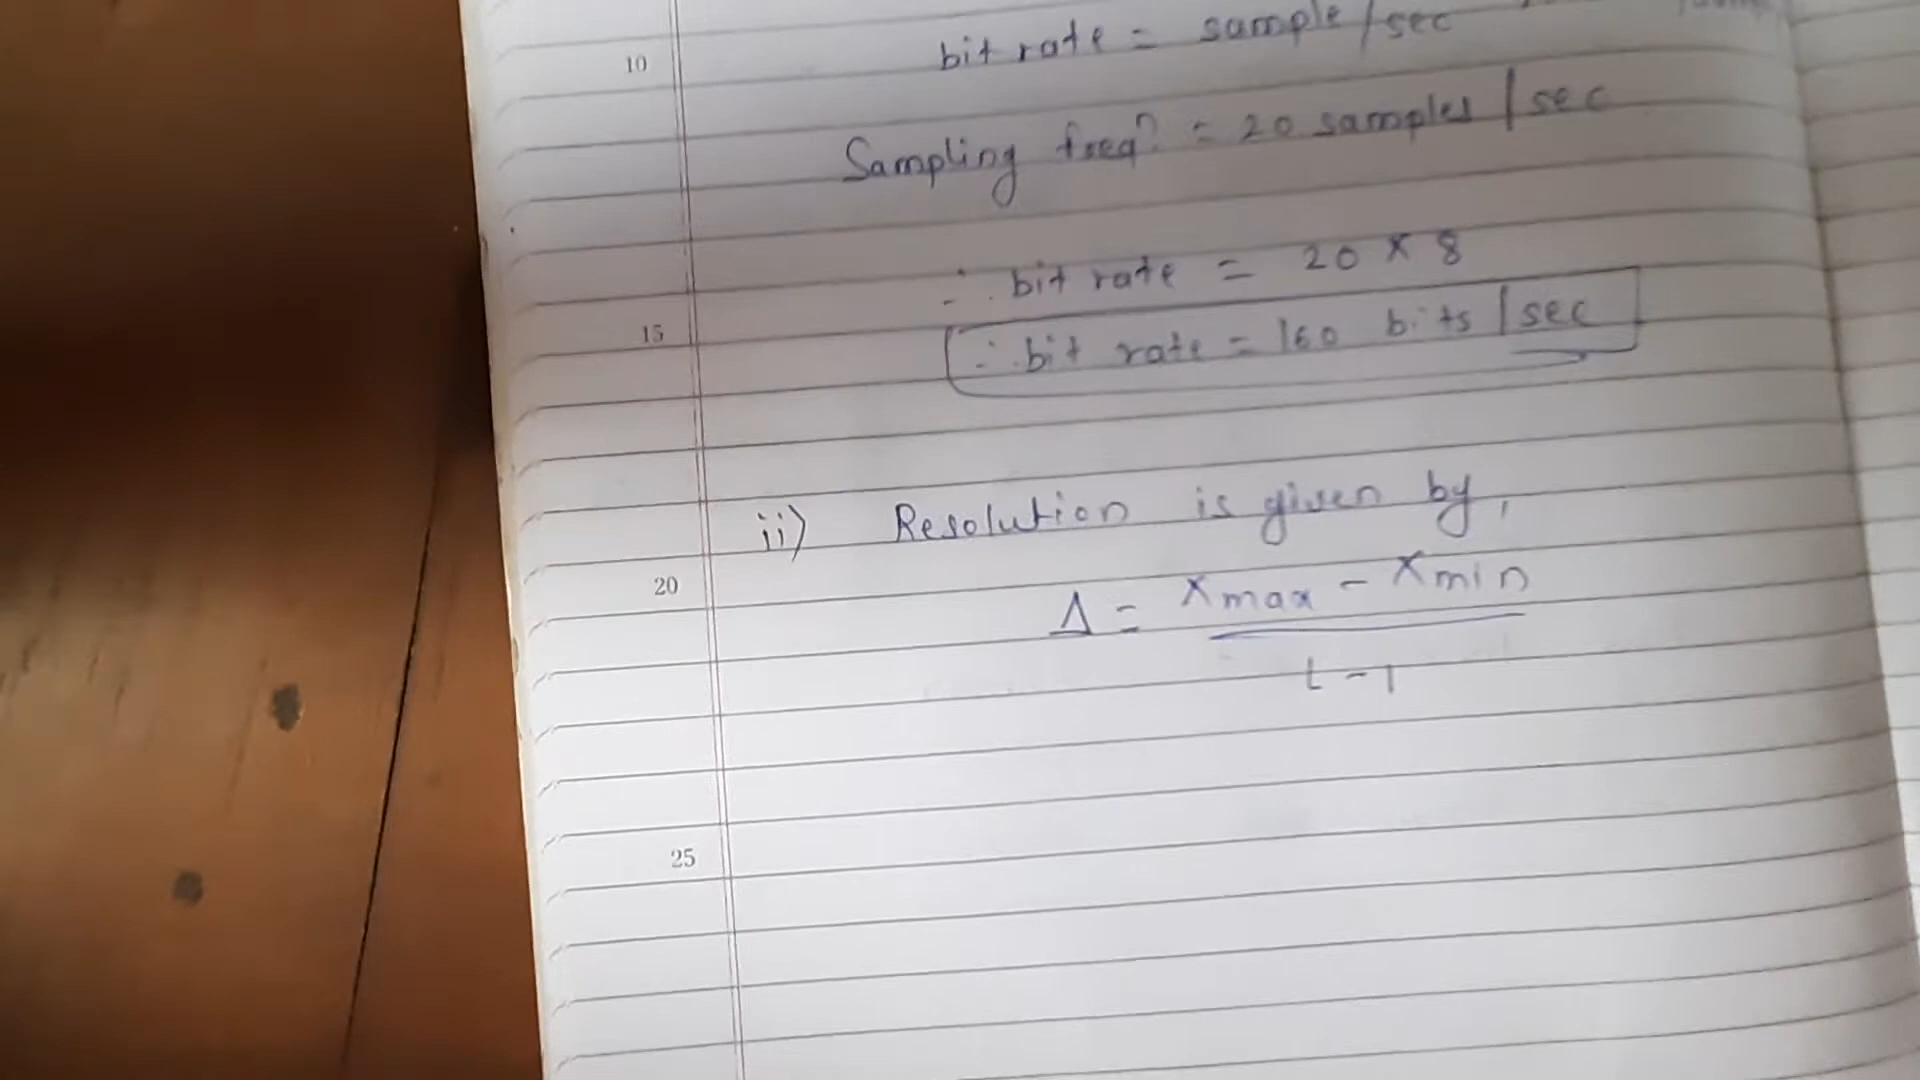 10
bit rate = sample/sec
Sampling freqn = 20 samples/sec
∴ bit rate = 20 × 8
15
∴ bit rate = 160 bits/sec
ii) Resolution is given by,
20
Δ = xmax - xmin
L-1
25